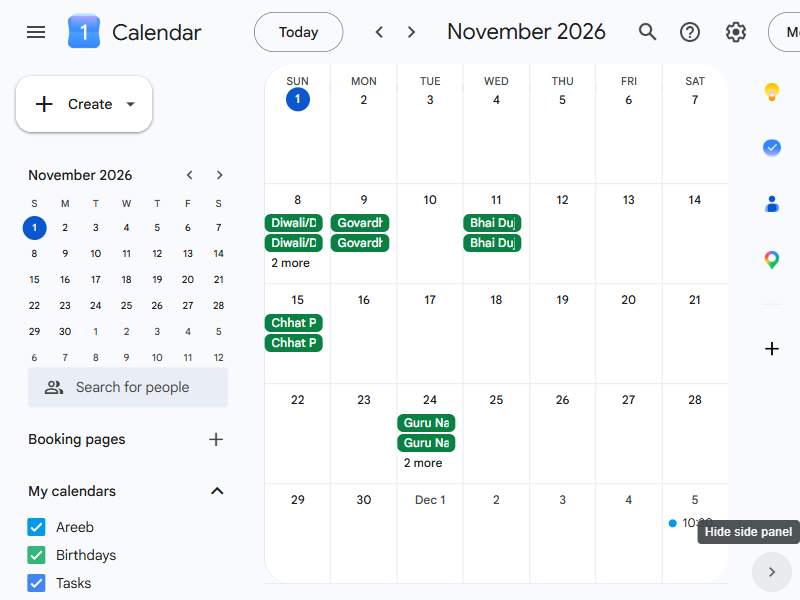 1 Calendar Today November 2026 Mo
Create
November 2026
S M T W T F S
1 2 3 4 5 6 7
8 9 10 11 12 13 14
15 16 17 18 19 20 21
22 23 24 25 26 27 28
29 30 1 2 3 4 5
6 7 8 9 10 11 12
Search for people
Booking pages
My calendars
Areeb
Birthdays
Tasks
SUN MON TUE WED THU FRI SAT
1 2 3 4 5 6 7
8 9 10 11 12 13 14
Diwali/D Govardh Bhai Duj
Diwali/D Govardh Bhai Duj
2 more
15 16 17 18 19 20 21
Chhat P
Chhat P
22 23 24 25 26 27 28
Guru Na
Guru Na
2 more
29 30 Dec 1 2 3 4 5
Hide side panel